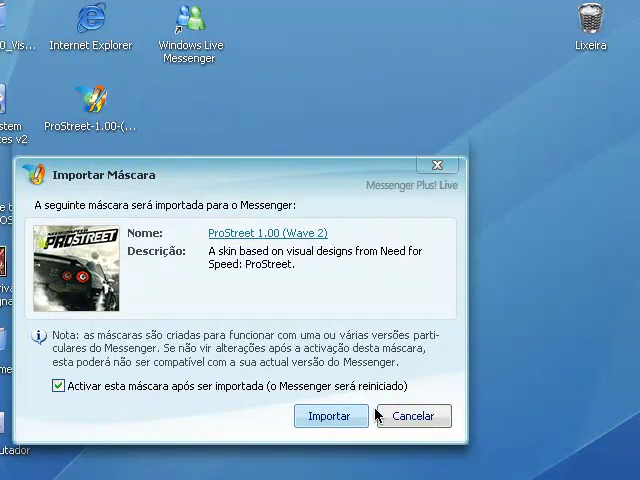 0_Vis...
Internet Explorer
Windows Live
Messenger
Lixeira
stem
es v2
ProStreet-1.00-(...
Importar Máscara
Messenger Plus! Live
A seguinte máscara será importada para o Messenger:
PROSTREET
Nome:
ProStreet 1.00 (Wave 2)
Descrição:
A skin based on visual designs from Need for
Speed: ProStreet.
Nota: as máscaras são criadas para funcionar com uma ou várias versões parti-
culares do Messenger. Se não vir alterações após a activação desta máscara,
esta poderá não ser compatível com a sua actual versão do Messenger.
Activar esta máscara após ser importada (o Messenger será reiniciado)
Importar
Cancelar
utador